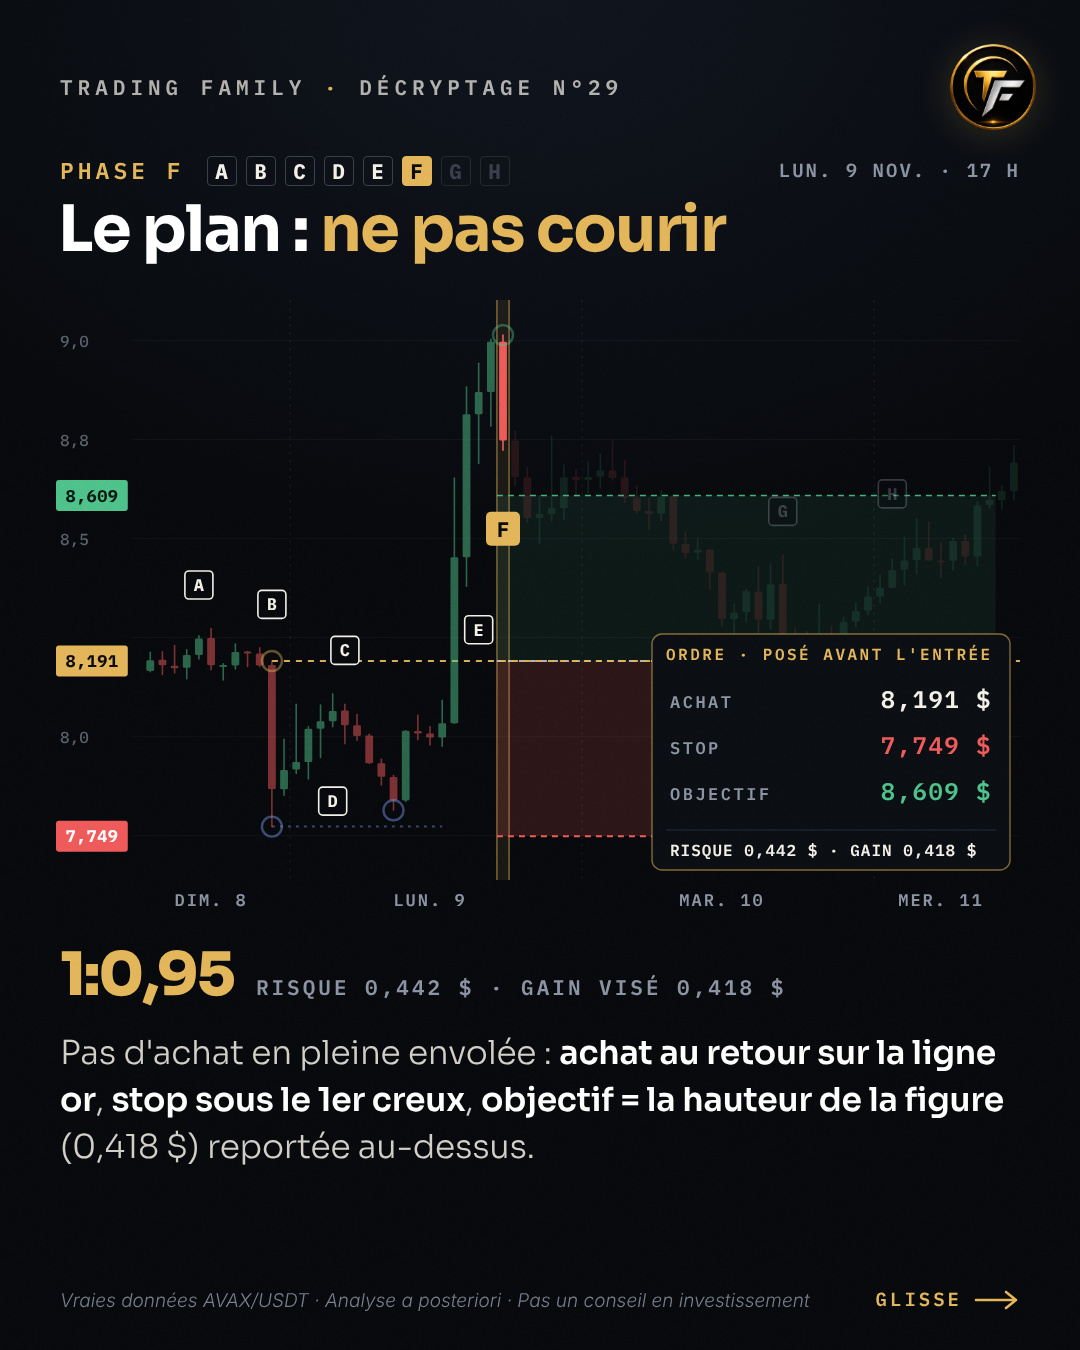 TRADING FAMILY · DÉCRYPTAGE N°29
TF
PHASE F A B C D E F G H
LUN. 9 NOV. · 17 H
Le plan : ne pas courir
9,0
8,8
8,609
8,5
8,191
8,0
7,749
A
B
C
D
E
F
G
H
ORDRE · POSÉ AVANT L'ENTRÉE
ACHAT 8,191 $
STOP 7,749 $
OBJECTIF 8,609 $
RISQUE 0,442 $ · GAIN 0,418 $
DIM. 8 LUN. 9 MAR. 10 MER. 11
1:0,95 RISQUE 0,442 $ · GAIN VISÉ 0,418 $
Pas d'achat en pleine envolée : achat au retour sur la ligne
or, stop sous le 1er creux, objectif = la hauteur de la figure
(0,418 $) reportée au-dessus.
Vraies données AVAX/USDT · Analyse a posteriori · Pas un conseil en investissement
GLISSE →